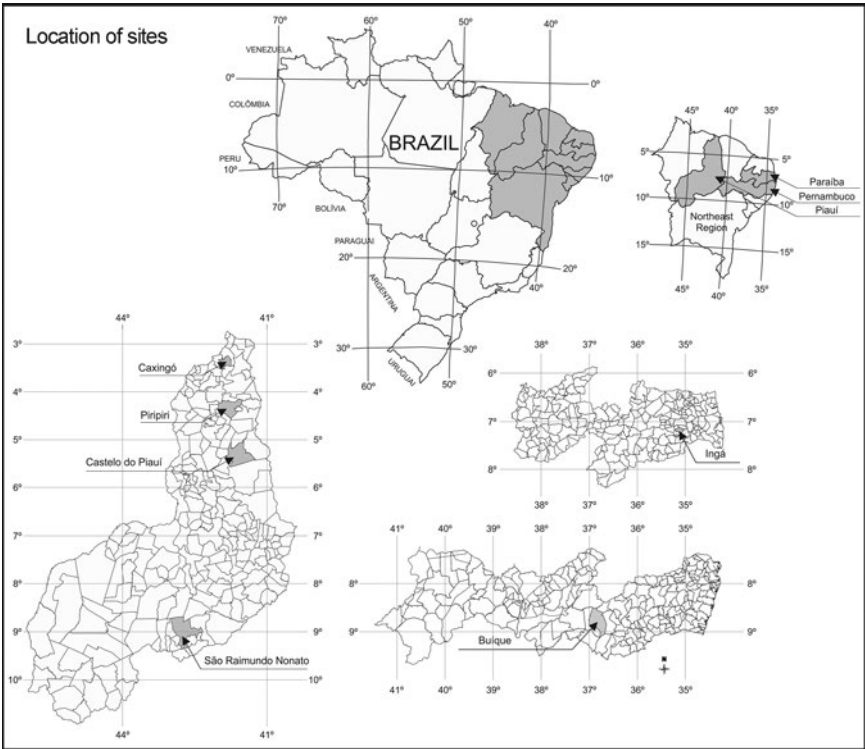 Location of sites
70º
60º
50º
40º
VENEZUELA
0º
0º
COLÔMBIA
BRAZIL
PERU
10º
10º
70º
BOLÍVIA
PARAGUAI
20º
20º
40º
ARGENTINA
30º
30º
URUGUAI
60º
50º
45º
40º
35º
5º
5º
Paraíba
Pernambuco
10º
10º
Piauí
Northeast
Region
15º
15º
45º
40º
35º
44º
41º
3º
3º
Caxingó
4º
4º
Piripiri
5º
5º
Castelo do Piauí
6º
6º
7º
7º
8º
8º
9º
9º
São Raimundo Nonato
10º
10º
44º
41º
38º
37º
36º
35º
6º
6º
7º
7º
Ingá
8º
8º
38º
37º
36º
35º
41º
40º
39º
38º
37º
36º
35º
8º
8º
9º
9º
Buíque
41º
40º
39º
38º
37º
36º
35º